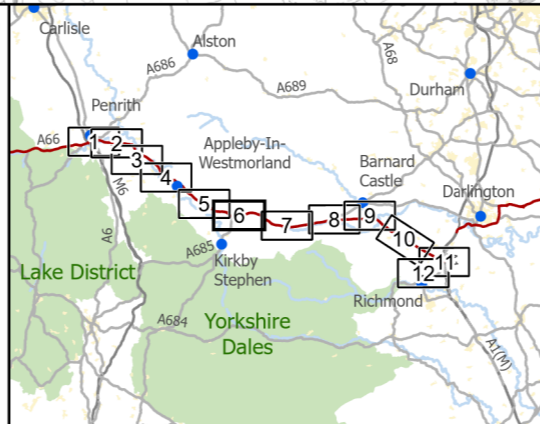 Carlisle
Alston
A686
A689
A68
Durham
Penrith
A66
1
2
3
4
5
6
7
8
9
10
11
12
Appleby-In-
Westmorland
Barnard
Castle
Darlington
M6
A6
A685
Kirkby
Stephen
Lake District
Richmond
A684
Yorkshire
Dales
A1(M)